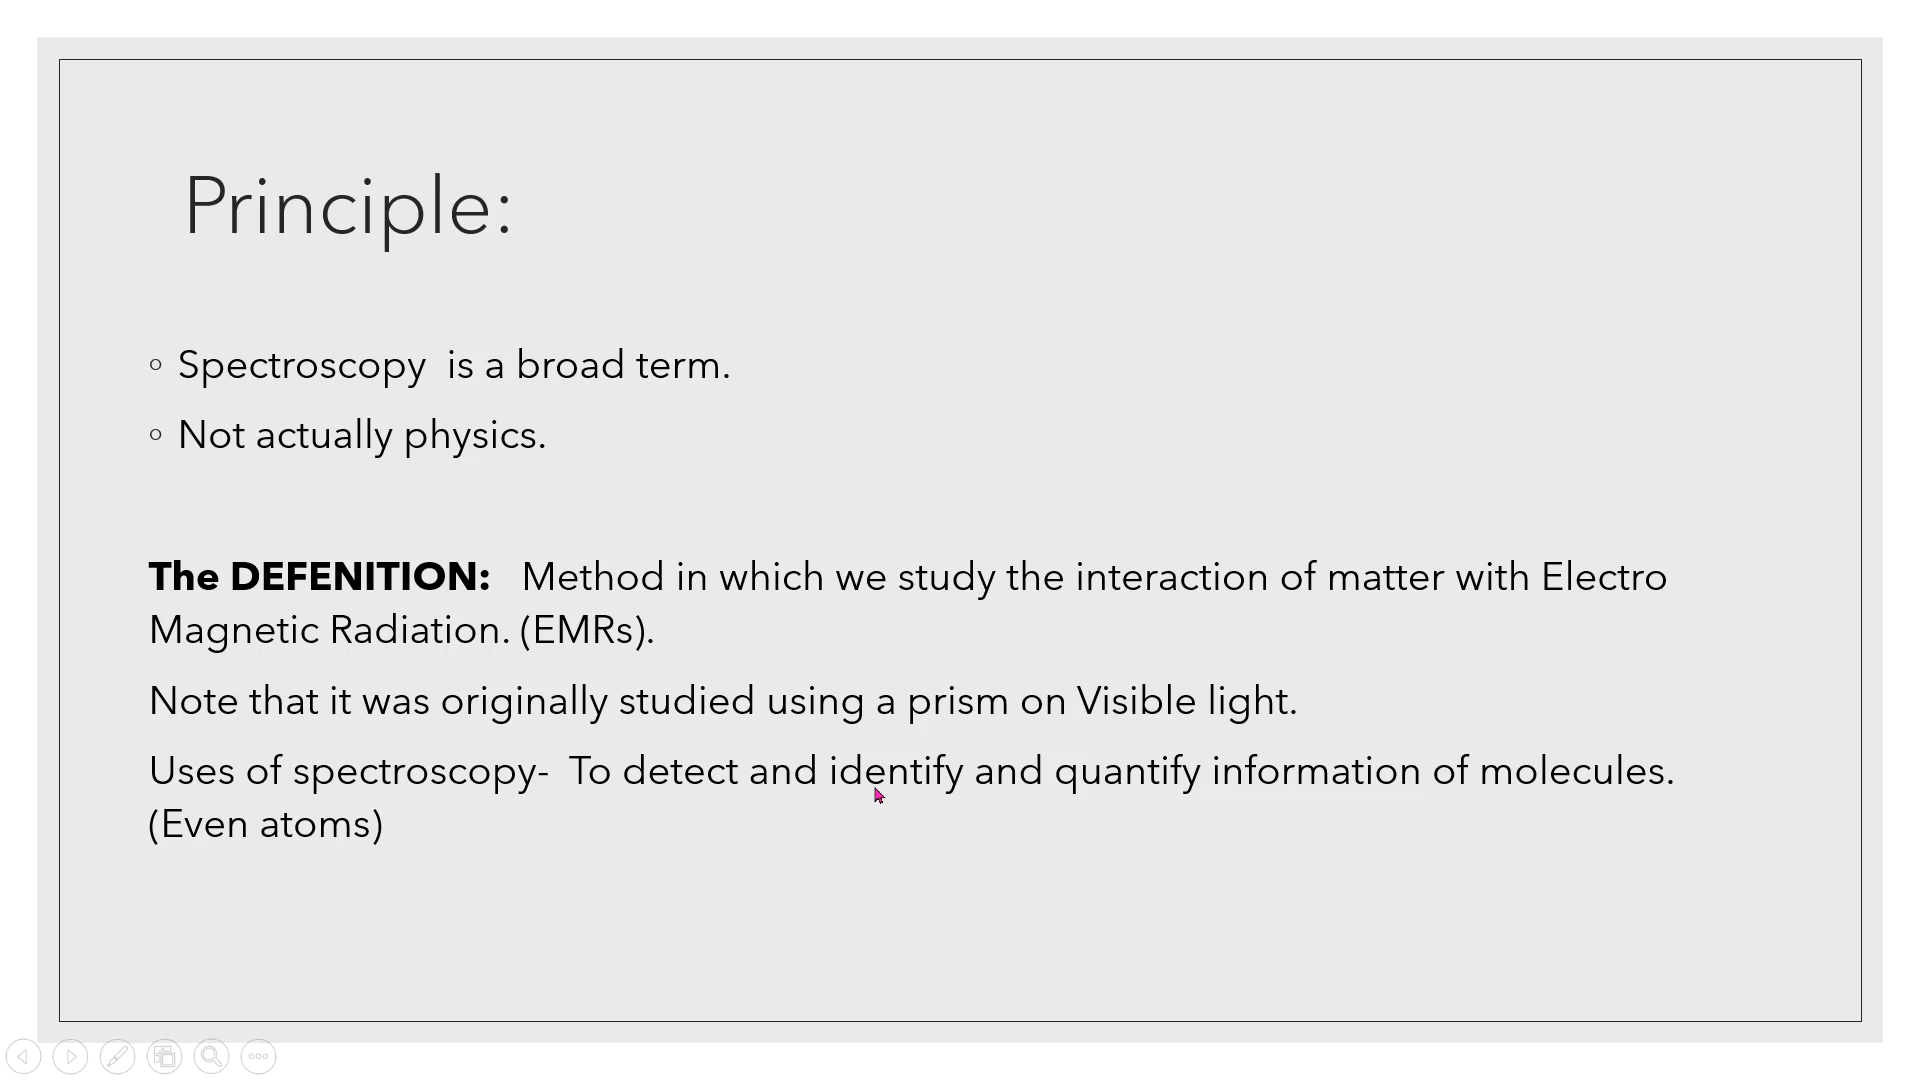 Principle:
Spectroscopy  is a broad term.
Not actually physics.
The DEFENITION:   Method in which we study the interaction of matter with Electro
Magnetic Radiation. (EMRs).
Note that it was originally studied using a prism on Visible light.
Uses of spectroscopy-  To detect and identify and quantify information of molecules.
(Even atoms)